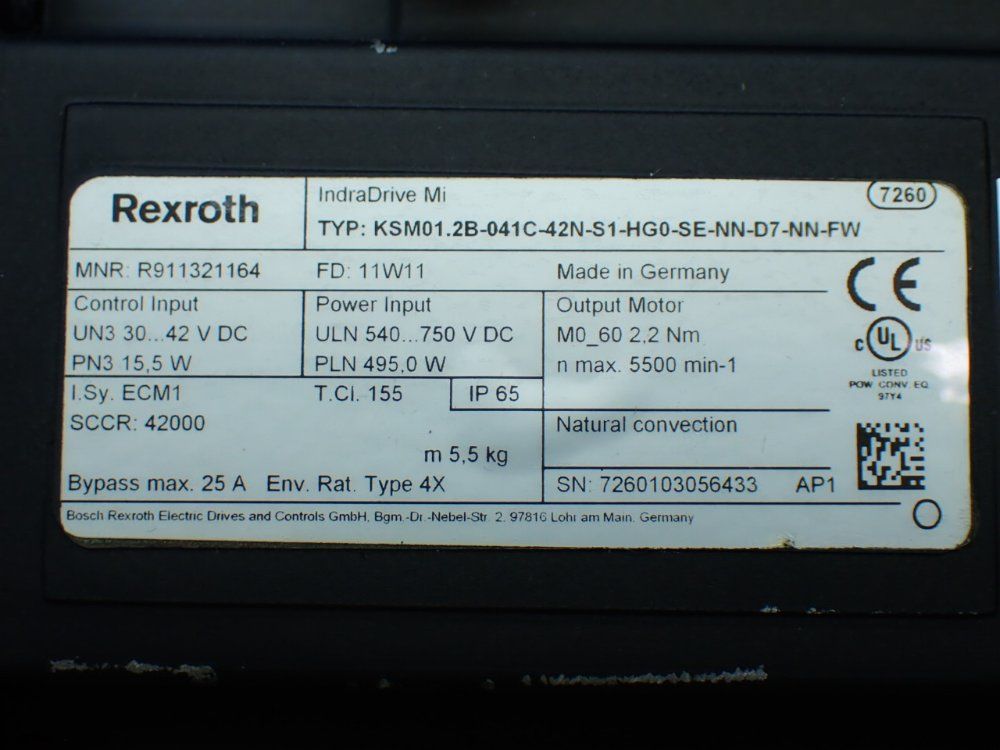 Rexroth
IndraDrive Mi
7260
TYP: KSM01.2B-041C-42N-S1-HG0-SE-NN-D7-NN-FW
MNR: R911321164 FD: 11W11 Made in Germany
Control Input
UN3 30...42 V DC
PN3 15,5 W
Power Input
ULN 540...750 V DC
PLN 495,0 W
Output Motor
M0_60 2,2 Nm
n max. 5500 min-1
CE
c UL US
LISTED
POW CONV EQ
97Y4
I.Sy. ECM1 T.Cl. 155 IP 65
SCCR: 42000
m 5,5 kg
Bypass max. 25 A Env. Rat. Type 4X
Natural convection
SN: 7260103056433 AP1
Bosch Rexroth Electric Drives and Controls GmbH, Bgm.-Dr.-Nebel-Str. 2. 97816 Lohr am Main. Germany